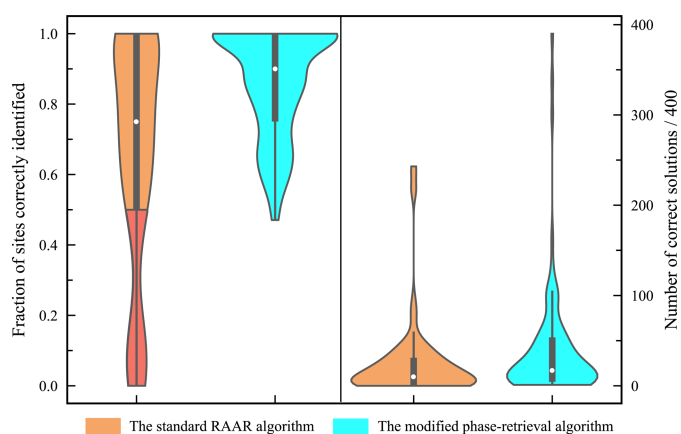 Fraction of sites correctly identified
1.0
0.8
0.6
0.4
0.2
0.0
400
300
200
100
0
Number of correct solutions / 400
The standard RAAR algorithm
The modified phase-retrieval algorithm